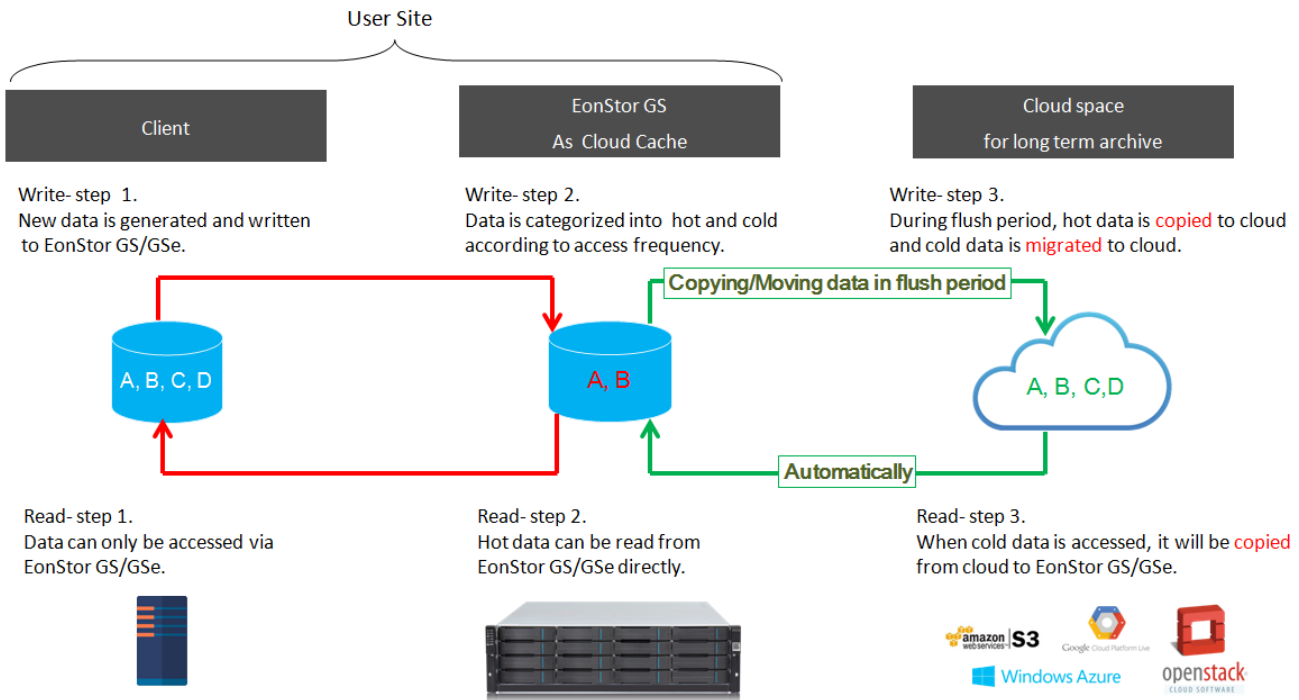 User Site
Client
EonStor GS
As Cloud Cache
Cloud space
for long term archive
Write- step 1.
New data is generated and written
to EonStor GS/GSe.
Write- step 2.
Data is categorized into hot and cold
according to access frequency.
Write- step 3.
During flush period, hot data is copied to cloud
and cold data is migrated to cloud.
Copying/Moving data in flush period
A, B, C, D
A, B
A, B, C,D
Automatically
Read- step 1.
Data can only be accessed via
EonStor GS/GSe.
Read- step 2.
Hot data can be read from
EonStor GS/GSe directly.
Read- step 3.
When cold data is accessed, it will be copied
from cloud to EonStor GS/GSe.
amazon
webservices™
S3
Google Cloud Platform Live
Windows Azure
openstack
CLOUD SOFTWARE